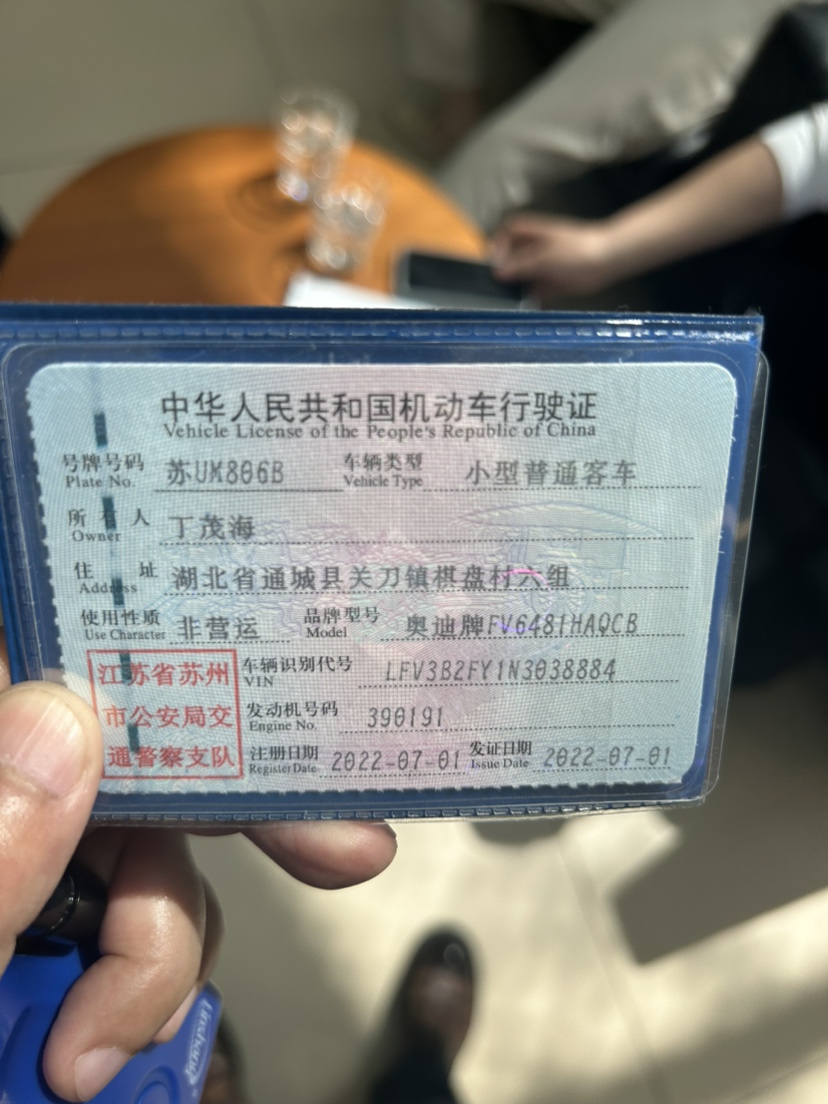 中华人民共和国机动车行驶证
Vehicle License of the People's Republic of China
号牌号码 苏UM806B 车辆类型 小型普通客车
Plate No. Vehicle Type
所有人 丁茂海
Owner
住址 湖北省通城县关刀镇棋盘村六组
Address
使用性质 非营运 品牌型号 奥迪牌FV6481HAQCB
Use Character Model
江苏省苏州
市公安局交
通警察支队
车辆识别代号 LFV3B2FY1N3038884
VIN
发动机号码 390191
Engine No.
注册日期 2022-07-01 发证日期 2022-07-01
Register Date Issue Date